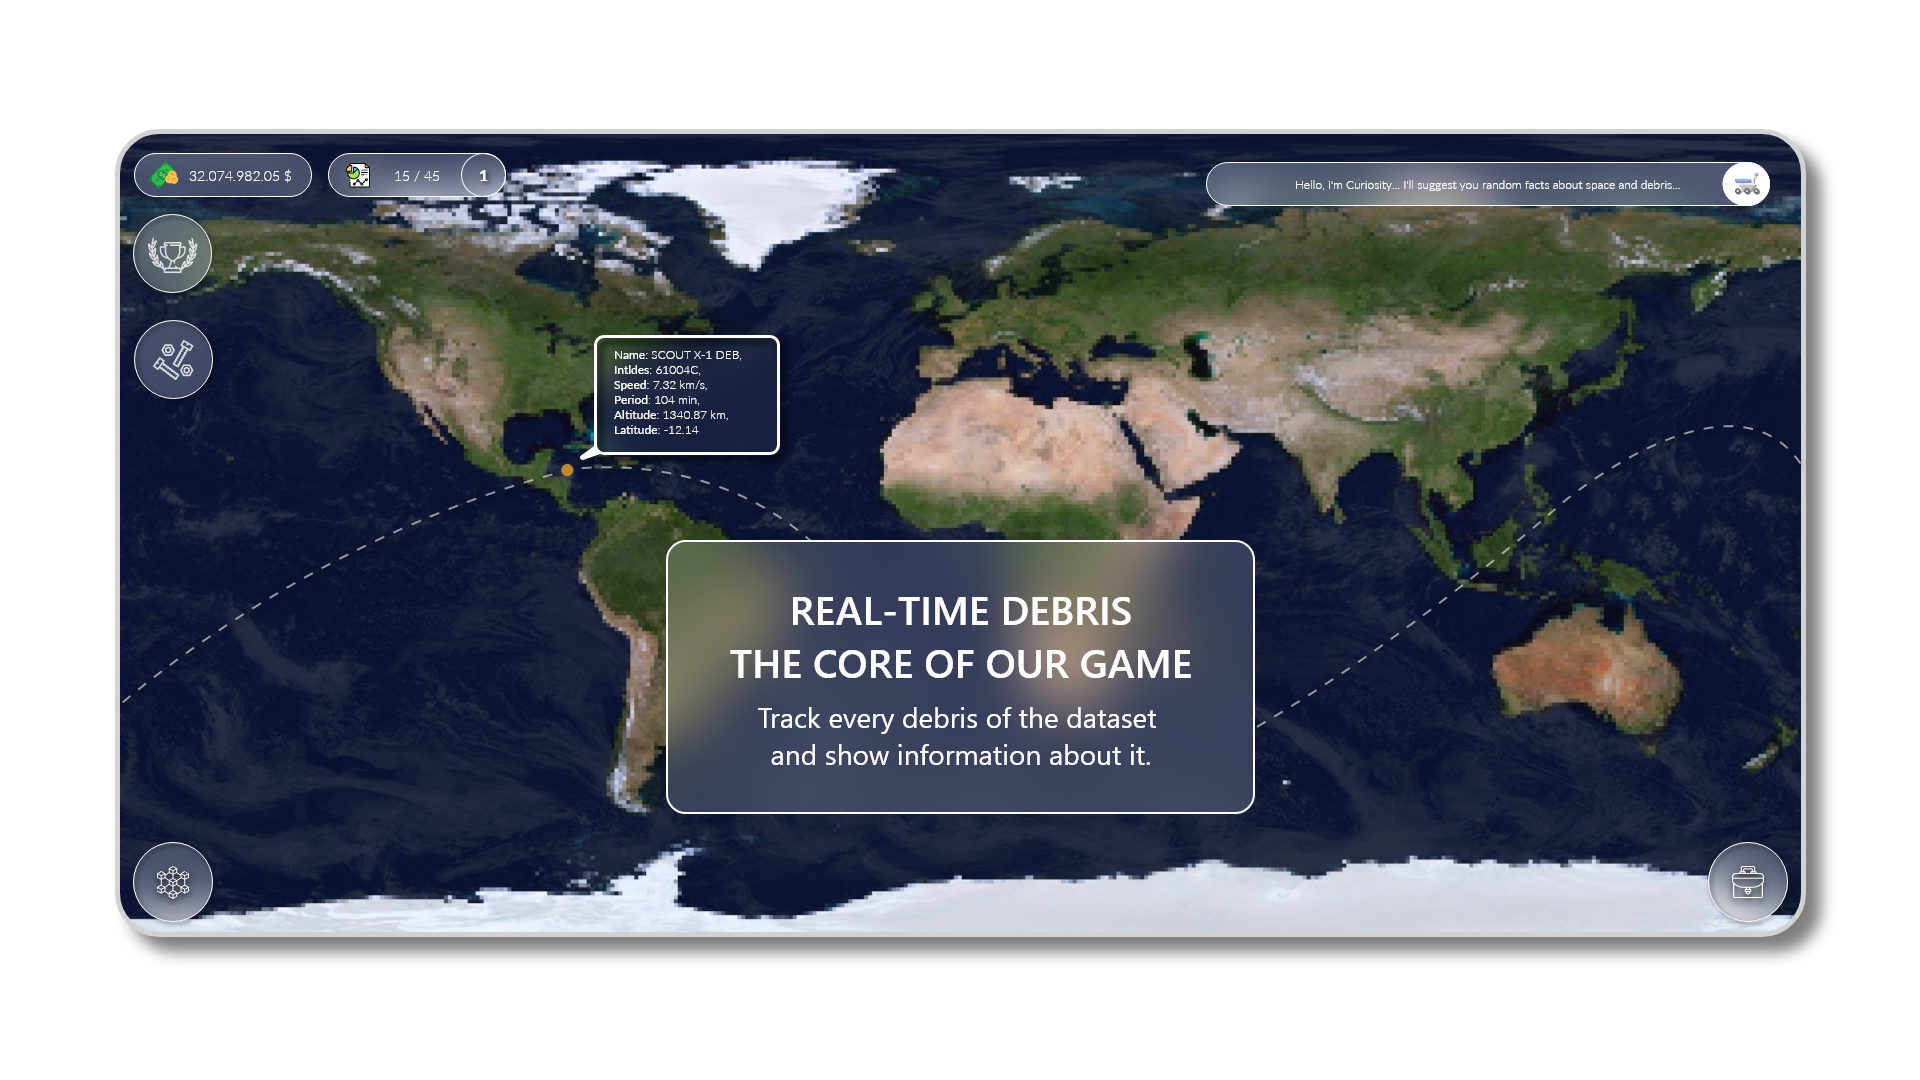 32.074.982.05 $
15 / 45
1
Hello, i'm Curiosity... I'll suggest you random facts about space and debris...
Name: SCOUT X-1 DEB,
Intldes: 61004C,
Speed: 7.32 km/s,
Period: 104 min,
Altitude: 1340.87 km,
Latitude: -12.14
REAL-TIME DEBRIS
THE CORE OF OUR GAME
Track every debris of the dataset
and show information about it.